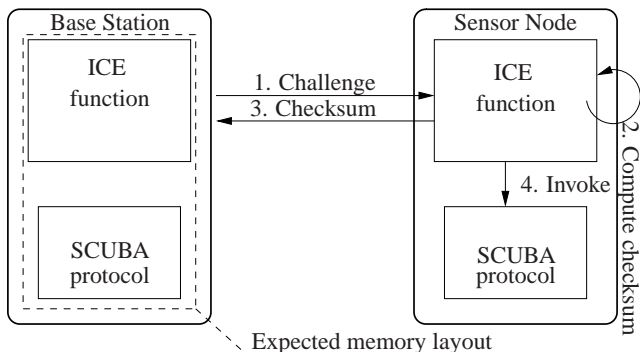 Base Station
ICE
function
SCUBA
protocol
1. Challenge
3. Checksum
Sensor Node
ICE
function
2. Compute checksum
4. Invoke
SCUBA
protocol
Expected memory layout